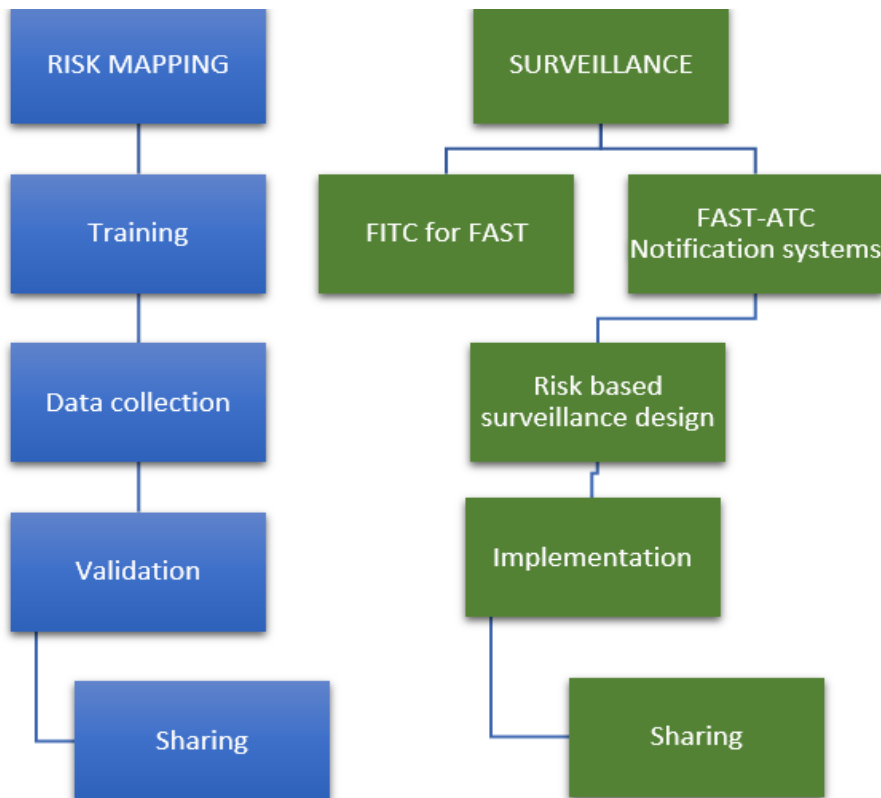 RISK MAPPING
Training
Data collection
Validation
Sharing
SURVEILLANCE
FITC for FAST
FAST-ATC
Notification systems
Risk based
surveillance design
Implementation
Sharing